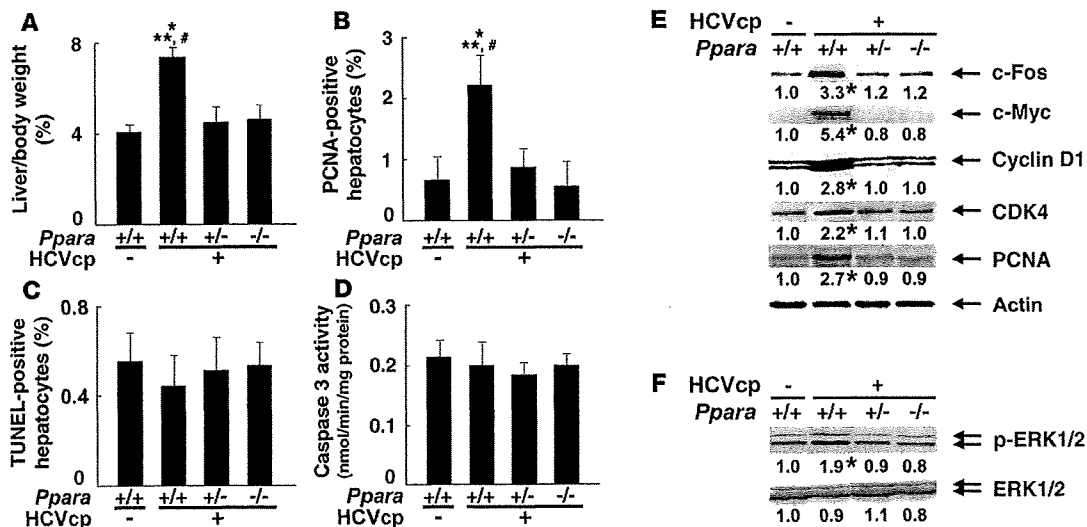 A
Liver/body weight (%)
8
4
0
*
**, #
Ppara +/+ +/+ +/- -/-
HCVcp - +
B
PCNA-positive hepatocytes (%)
3
2
1
0
*
**, #
Ppara +/+ +/+ +/- -/-
HCVcp - +
C
TUNEL-positive hepatocytes (%)
0.8
0.4
0
Ppara +/+ +/+ +/- -/-
HCVcp - +
D
Caspase 3 activity
(nmol/min/mg protein)
0.3
0.2
0.1
0
Ppara +/+ +/+ +/- -/-
HCVcp - +
E
HCVcp - +
Ppara +/+ +/+ +/- -/-
c-Fos
1.0 3.3* 1.2 1.2
c-Myc
1.0 5.4* 0.8 0.8
Cyclin D1
1.0 2.8* 1.0 1.0
CDK4
1.0 2.2* 1.1 1.0
PCNA
1.0 2.7* 0.9 0.9
Actin
F
HCVcp - +
Ppara +/+ +/+ +/- -/-
p-ERK1/2
1.0 1.9* 0.9 0.8
ERK1/2
1.0 0.9 1.1 0.8